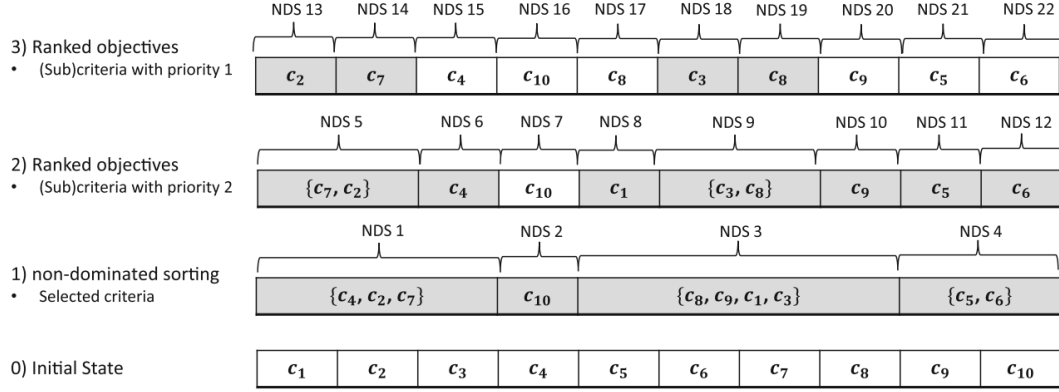 NDS 13 NDS 14 NDS 15 NDS 16 NDS 17 NDS 18 NDS 19 NDS 20 NDS 21 NDS 22
3) Ranked objectives
• (Sub)criteria with priority 1
c₂ c₇ c₄ c₁₀ c₈ c₃ c₈ c₉ c₅ c₆
NDS 5 NDS 6 NDS 7 NDS 8 NDS 9 NDS 10 NDS 11 NDS 12
2) Ranked objectives
• (Sub)criteria with priority 2
{c₇, c₂} c₄ c₁₀ c₁ {c₃, c₈} c₉ c₅ c₆
NDS 1 NDS 2 NDS 3 NDS 4
1) non-dominated sorting
• Selected criteria
{c₄, c₂, c₇} c₁₀ {c₈, c₉, c₁, c₃} {c₅, c₆}
0) Initial State
c₁ c₂ c₃ c₄ c₅ c₆ c₇ c₈ c₉ c₁₀